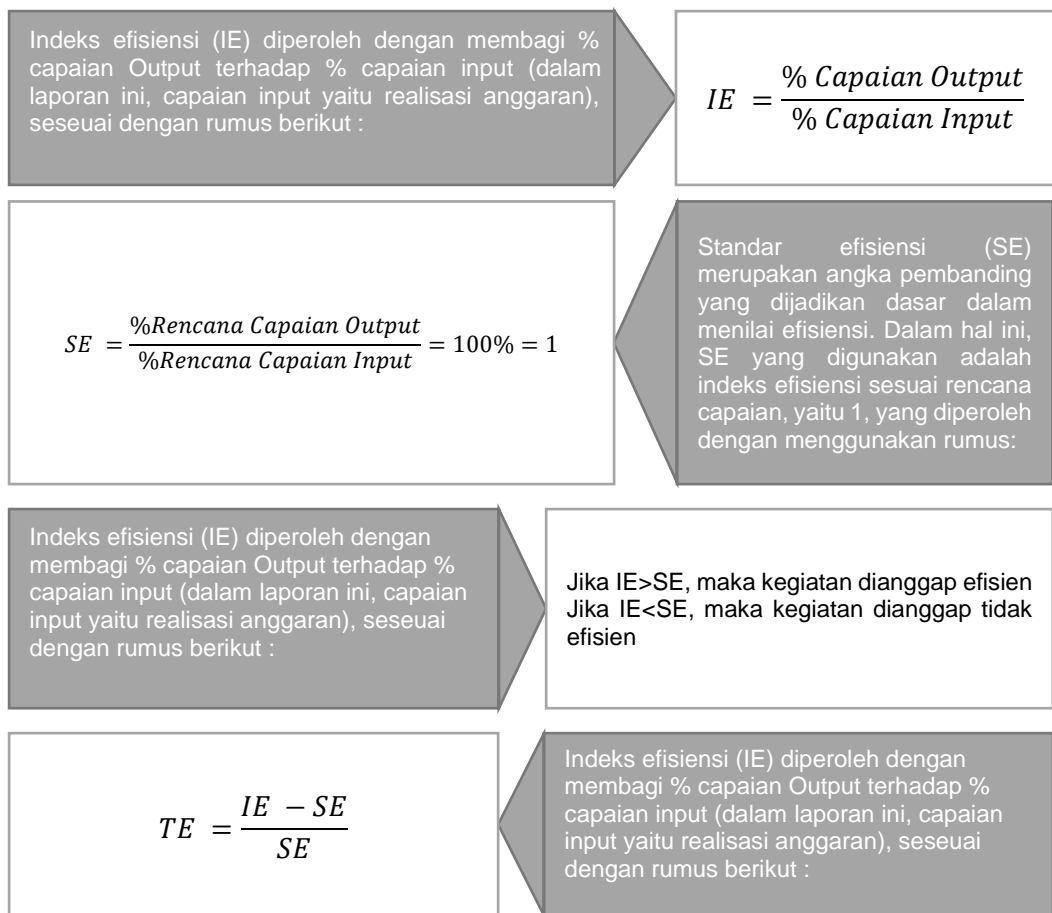 Indeks efisiensi (IE) diperoleh dengan membagi %
capaian Output terhadap % capaian input (dalam
laporan ini, capaian input yaitu realisasi anggaran),
seseuai dengan rumus berikut :
IE = % Capaian Output / % Capaian Input
SE = %Rencana Capaian Output / %Rencana Capaian Input = 100% = 1
Standar efisiensi (SE)
merupakan angka pembanding
yang dijadikan dasar dalam
menilai efisiensi. Dalam hal ini,
SE yang digunakan adalah
indeks efisiensi sesuai rencana
capaian, yaitu 1, yang diperoleh
dengan menggunakan rumus:
Indeks efisiensi (IE) diperoleh dengan
membagi % capaian Output terhadap %
capaian input (dalam laporan ini, capaian
input yaitu realisasi anggaran), seseuai
dengan rumus berikut :
Jika IE>SE, maka kegiatan dianggap efisien
Jika IE<SE, maka kegiatan dianggap tidak
efisien
TE = IE − SE / SE
Indeks efisiensi (IE) diperoleh dengan
membagi % capaian Output terhadap %
capaian input (dalam laporan ini, capaian
input yaitu realisasi anggaran), seseuai
dengan rumus berikut :